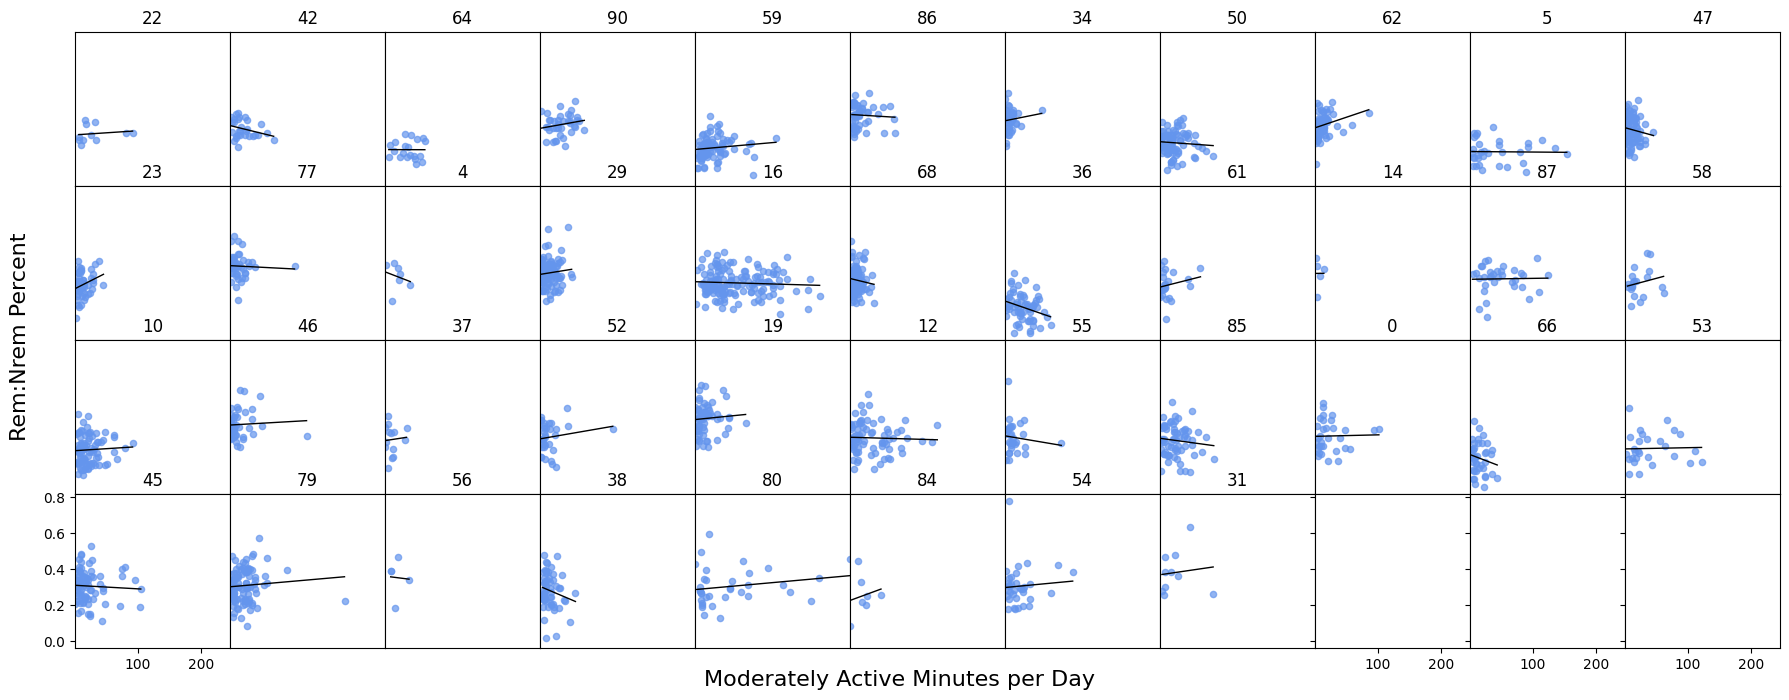 22 42 64 90 59 86 34 50 62 5 47
23 77 4 29 16 68 36 61 14 87 58
10 46 37 52 19 12 55 85 0 66 53
45 79 56 38 80 84 54 31
Rem:Nrem Percent
0.8
0.6
0.4
0.2
0.0
100 200 100 200 100 200 100 200
Moderately Active Minutes per Day